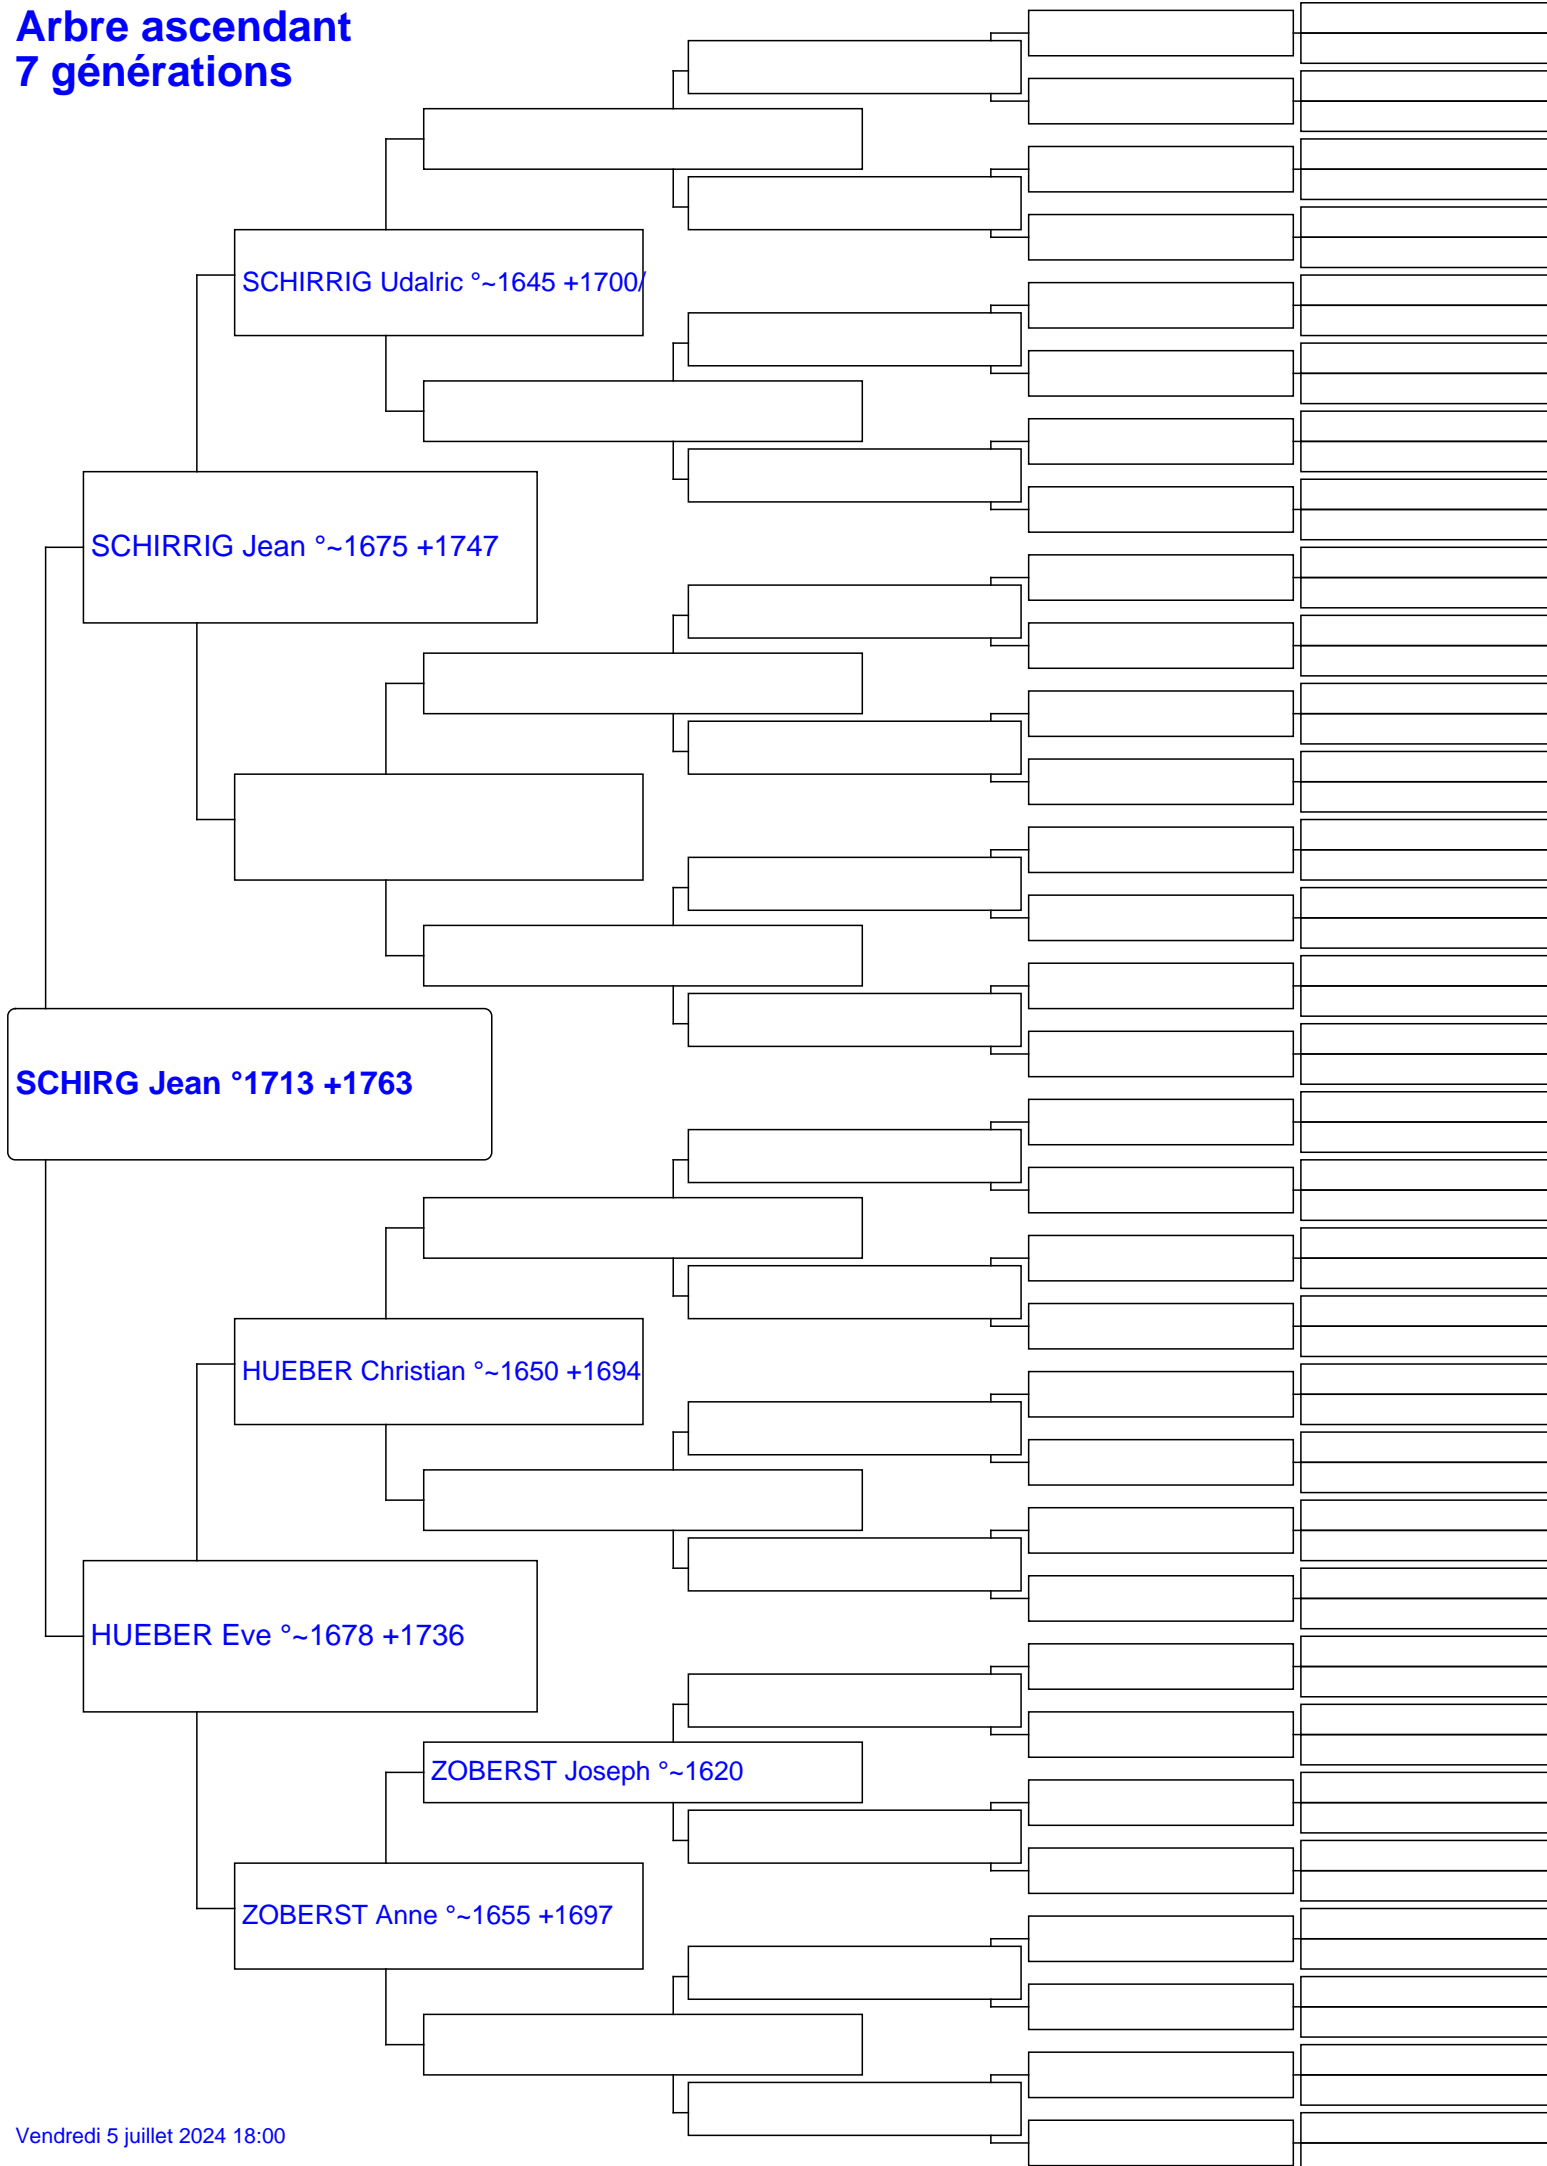 Arbre ascendant
7 générations
SCHIRRIG Udalric °~1645 +1700/
SCHIRRIG Jean °~1675 +1747
SCHIRG Jean °1713 +1763
HUEBER Christian °~1650 +1694
HUEBER Eve °~1678 +1736
ZOBERST Joseph °~1620
ZOBERST Anne °~1655 +1697
Vendredi 5 juillet 2024 18:00